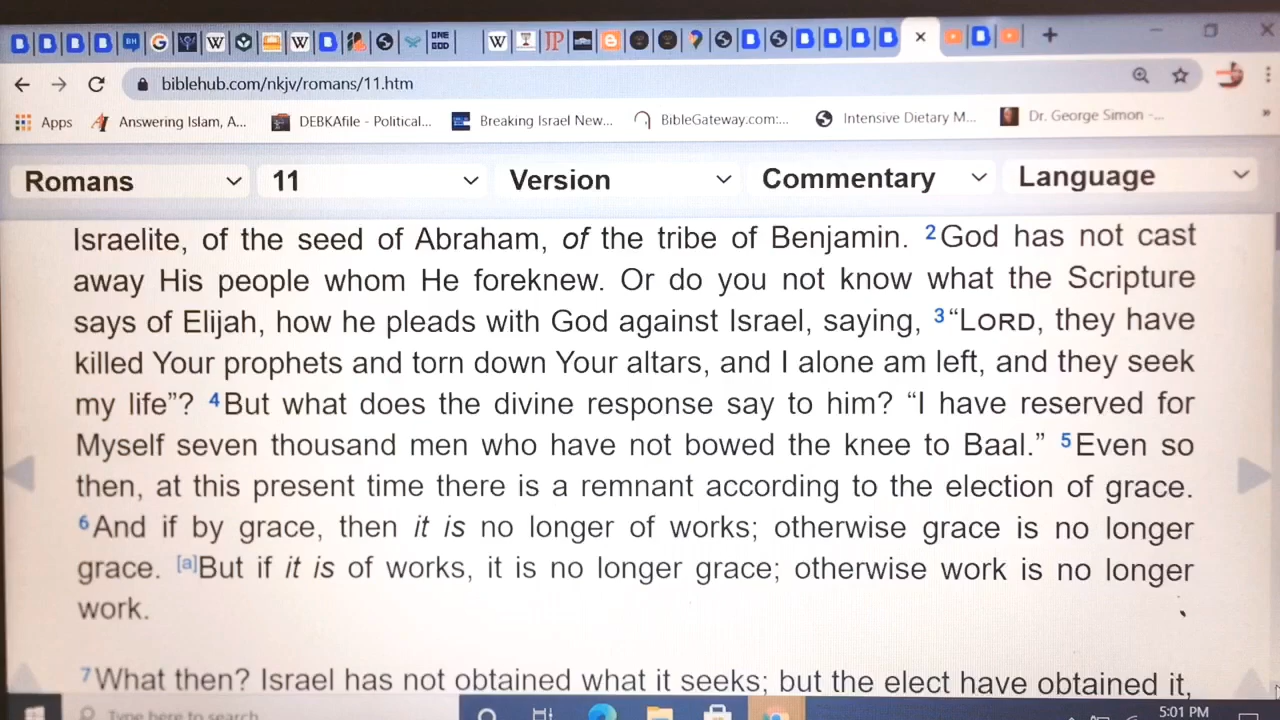 ONE GOD
biblehub.com/nkjv/romans/11.htm
Apps Answering Islam, A... DEBKAfile - Political... Breaking Israel New... BibleGateway.com:... Intensive Dietary M... Dr. George Simon -... »
Romans 11 Version Commentary Language
Israelite, of the seed of Abraham, of the tribe of Benjamin. 2God has not cast
away His people whom He foreknew. Or do you not know what the Scripture
says of Elijah, how he pleads with God against Israel, saying, 3“LORD, they have
killed Your prophets and torn down Your altars, and I alone am left, and they seek
my life”? 4But what does the divine response say to him? “I have reserved for
Myself seven thousand men who have not bowed the knee to Baal.” 5Even so
then, at this present time there is a remnant according to the election of grace.
6And if by grace, then it is no longer of works; otherwise grace is no longer
grace. [a]But if it is of works, it is no longer grace; otherwise work is no longer
work.
7What then? Israel has not obtained what it seeks; but the elect have obtained it,
Type here to search
5:01 PM